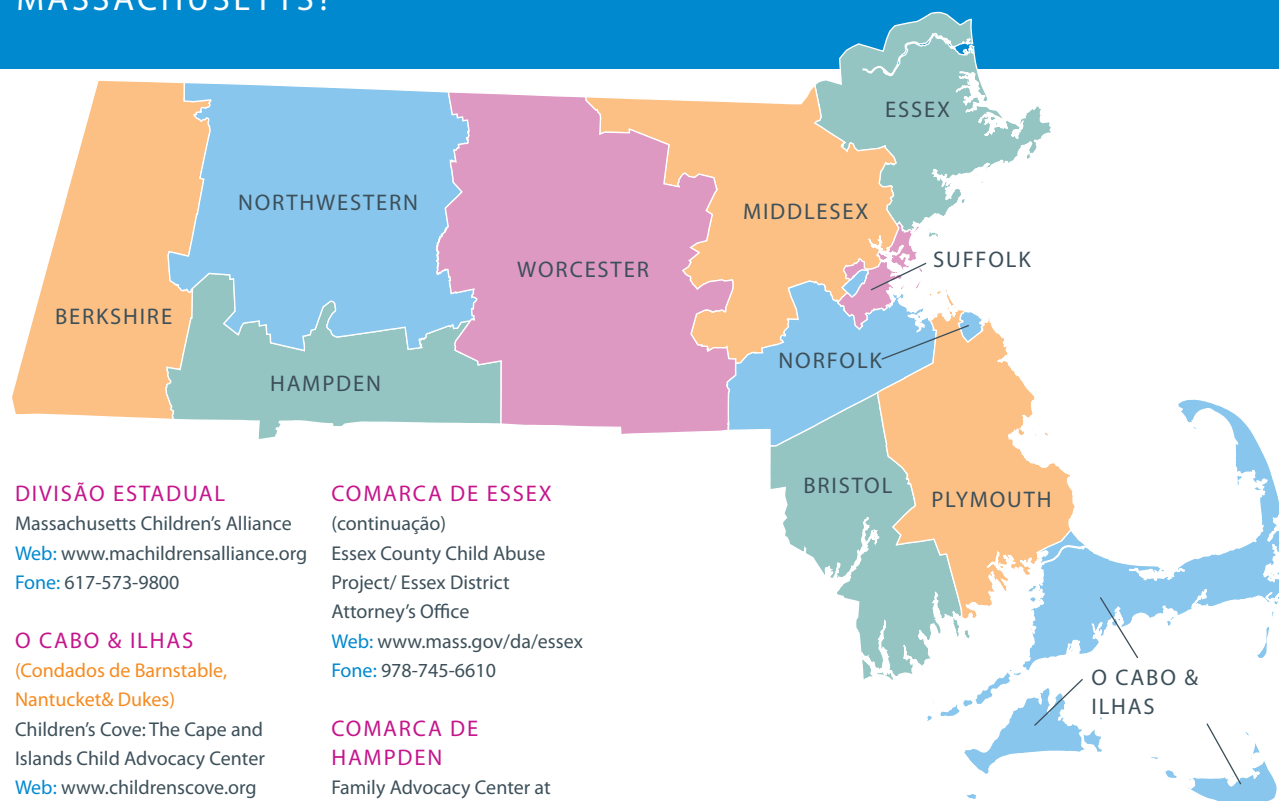 MASSACHUSETTS?
ESSEX
NORTHWESTERN
MIDDLESEX
SUFFOLK
WORCESTER
BERKSHIRE
NORFOLK
HAMPDEN
BRISTOL
PLYMOUTH
O CABO &
ILHAS
DIVISÃO ESTADUAL
Massachusetts Children's Alliance
Web: www.machildrensalliance.org
Fone: 617-573-9800
O CABO & ILHAS
(Condados de Barnstable,
Nantucket& Dukes)
Children's Cove: The Cape and
Islands Child Advocacy Center
Web: www.childrenscove.org
COMARCA DE ESSEX
(continuação)
Essex County Child Abuse
Project/ Essex District
Attorney's Office
Web: www.mass.gov/da/essex
Fone: 978-745-6610
COMARCA DE
HAMPDEN
Family Advocacy Center at